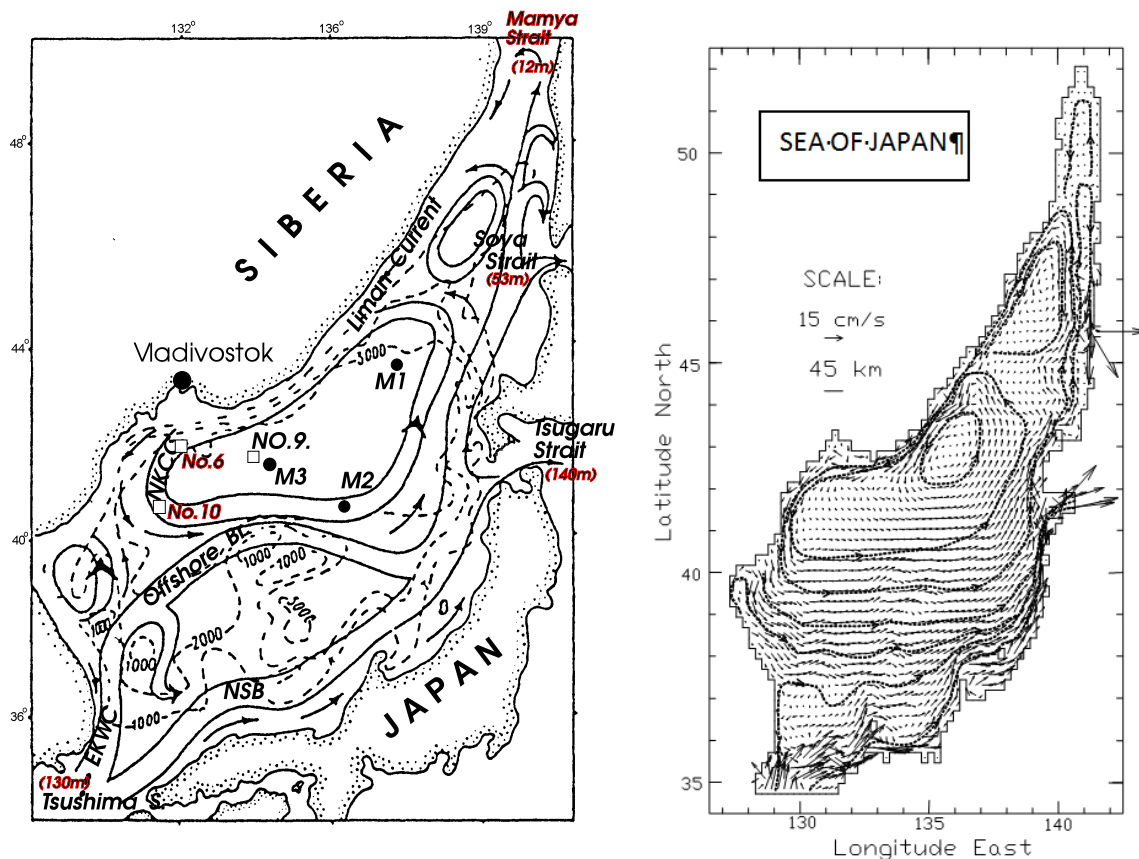 132°
136°
139°
Mamya
Strait
(12m)
48°
SIBERIA
Liman Current
Soya
Strait
(53m)
44°
Vladivostok
3000
M1
NO.9.
No.6
M3
M2
Tsugaru
Strait
(140m)
No.10
40°
Offshore Br.
1000
1000
1000
3000
2000
1000
1000
NSB
JAPAN
36°
EKWC
(130m)
Tsushima S.
SEA·OF·JAPAN¶
50
SCALE:
15 cm/s
45 km
45
40
35
130
135
140
Latitude North
Longitude East